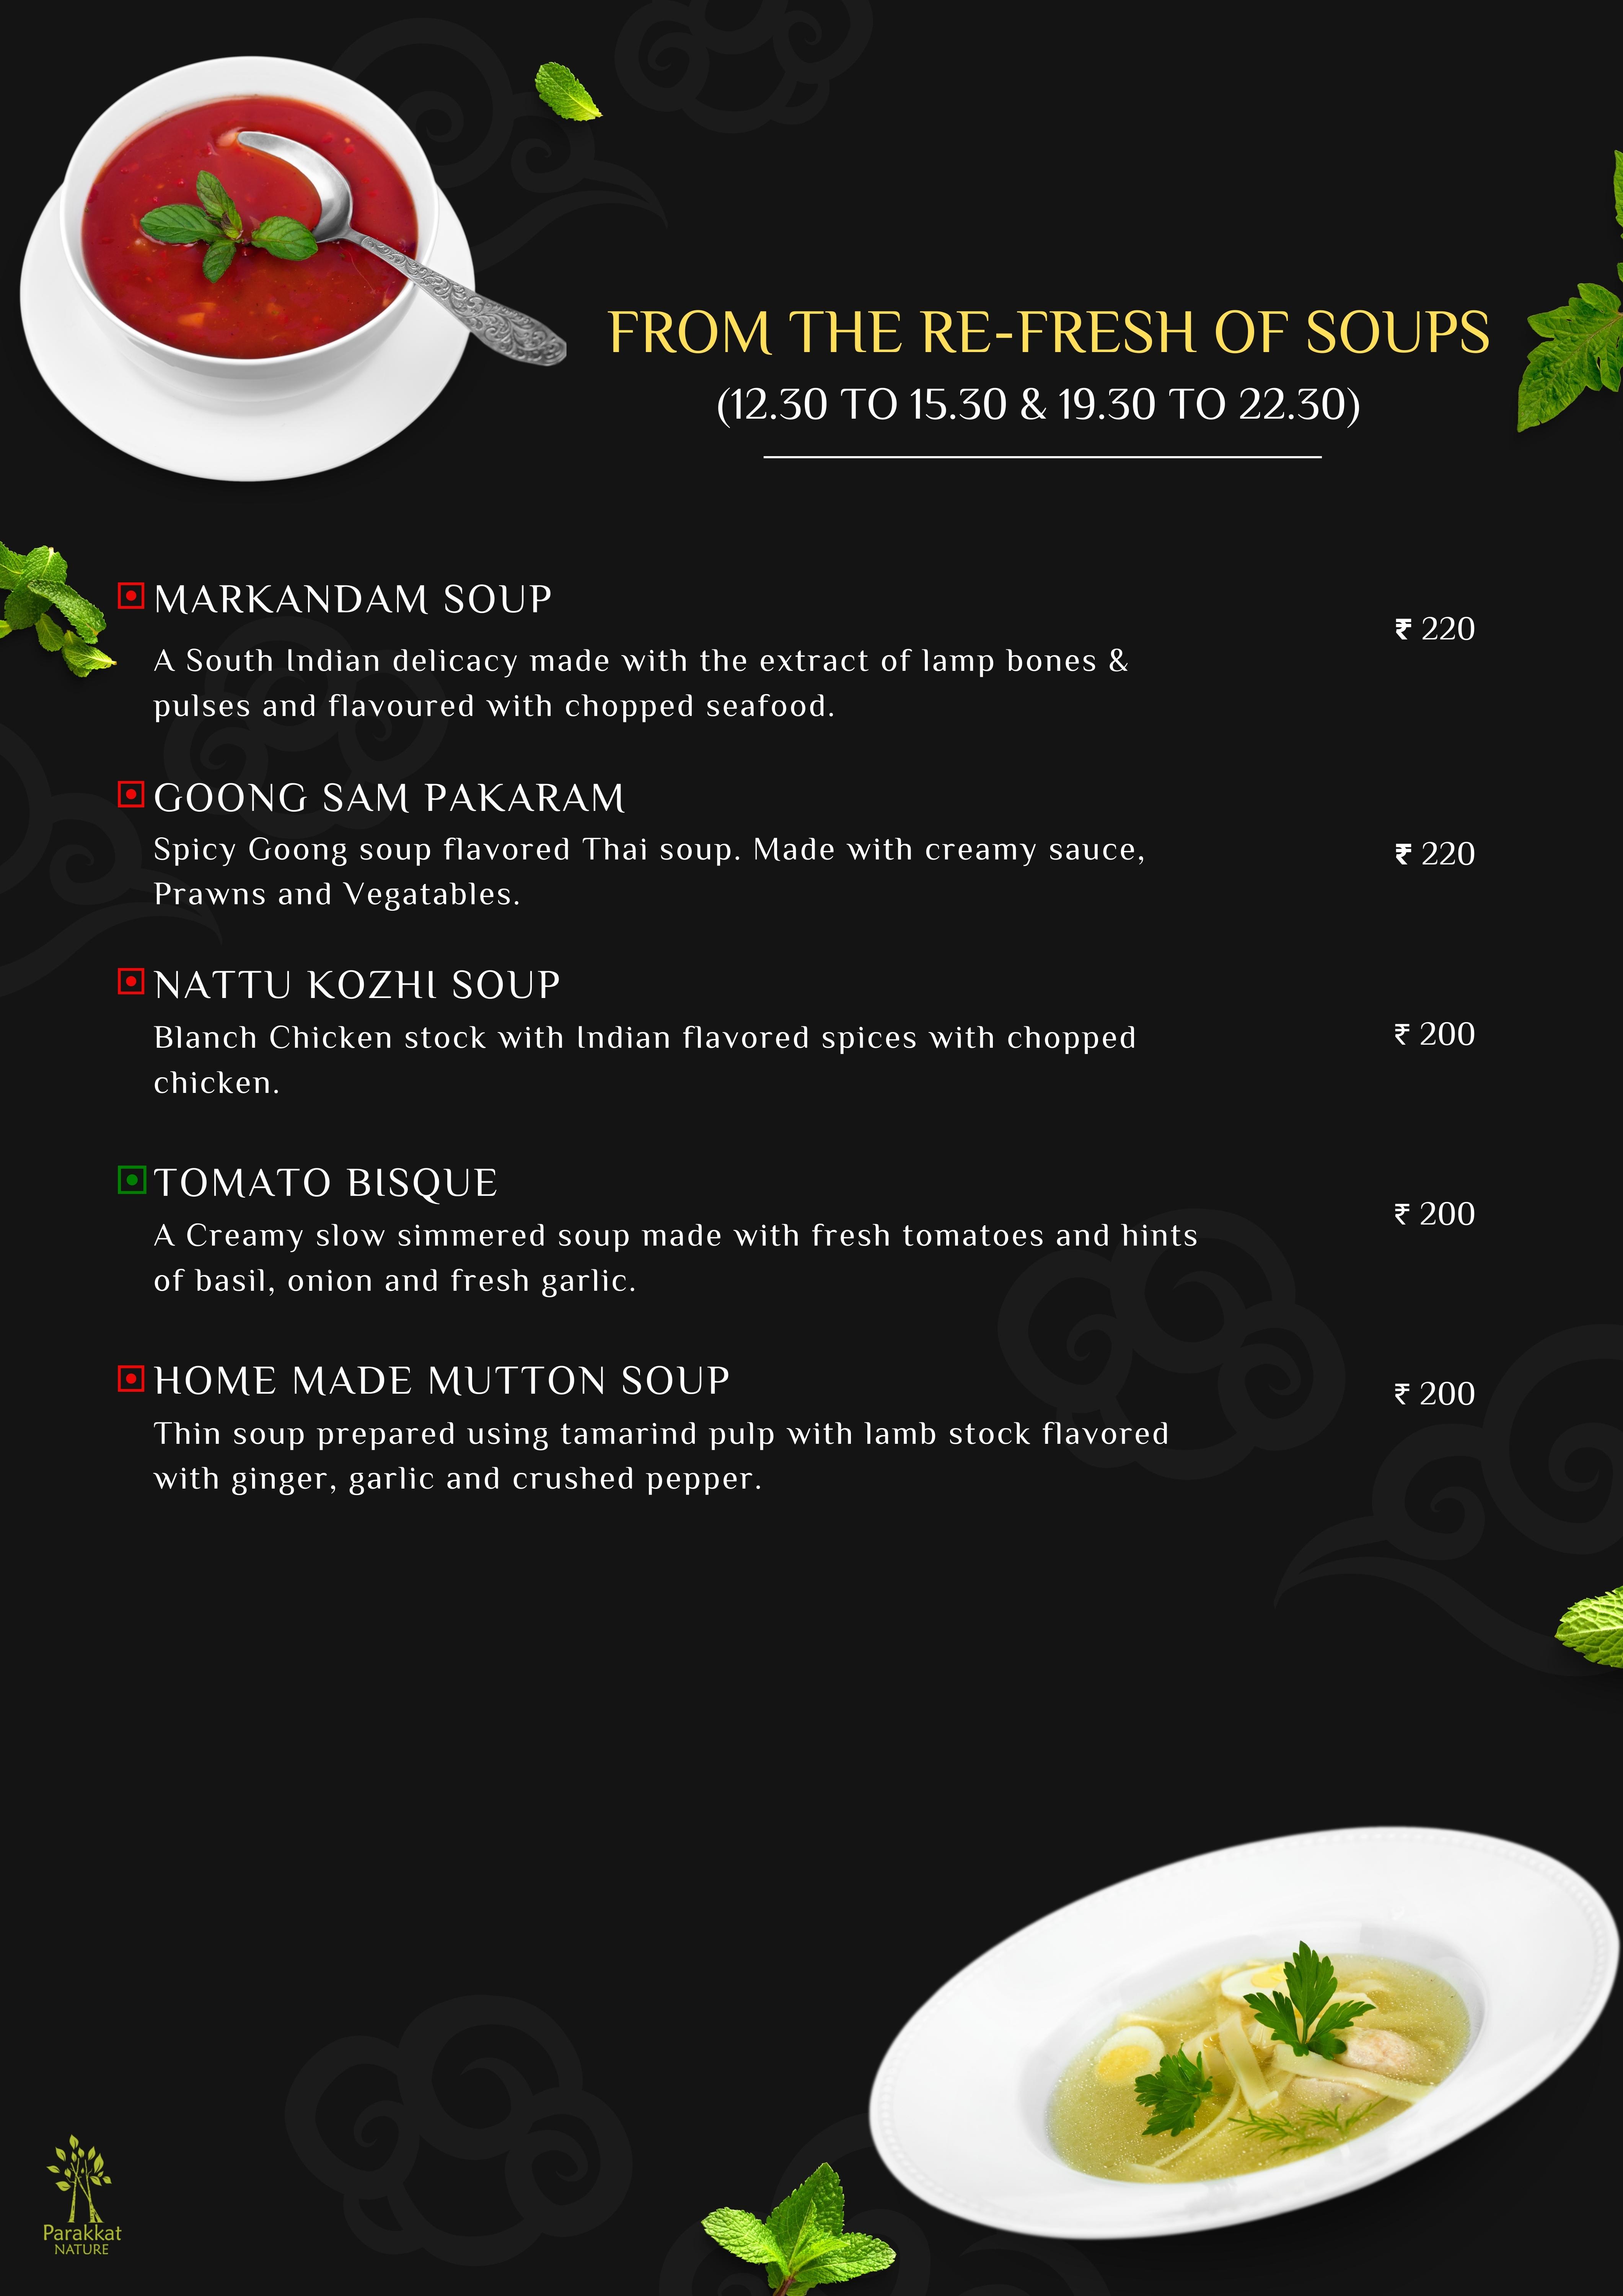 FROM THE RE-FRESH OF SOUPS
(12.30 TO 15.30 & 19.30 TO 22.30)
MARKANDAM SOUP
₹ 220
A South Indian delicacy made with the extract of lamp bones &
pulses and flavoured with chopped seafood.
GOONG SAM PAKARAM
Spicy Goong soup flavored Thai soup. Made with creamy sauce,
₹ 220
Prawns and Vegatables.
NATTU KOZHI SOUP
Blanch Chicken stock with Indian flavored spices with chopped
₹ 200
chicken.
TOMATO BISQUE
₹ 200
A Creamy slow simmered soup made with fresh tomatoes and hints
of basil, onion and fresh garlic.
HOME MADE MUTTON SOUP
₹ 200
Thin soup prepared using tamarind pulp with lamb stock flavored
with ginger, garlic and crushed pepper.
Parakkat
NATURE